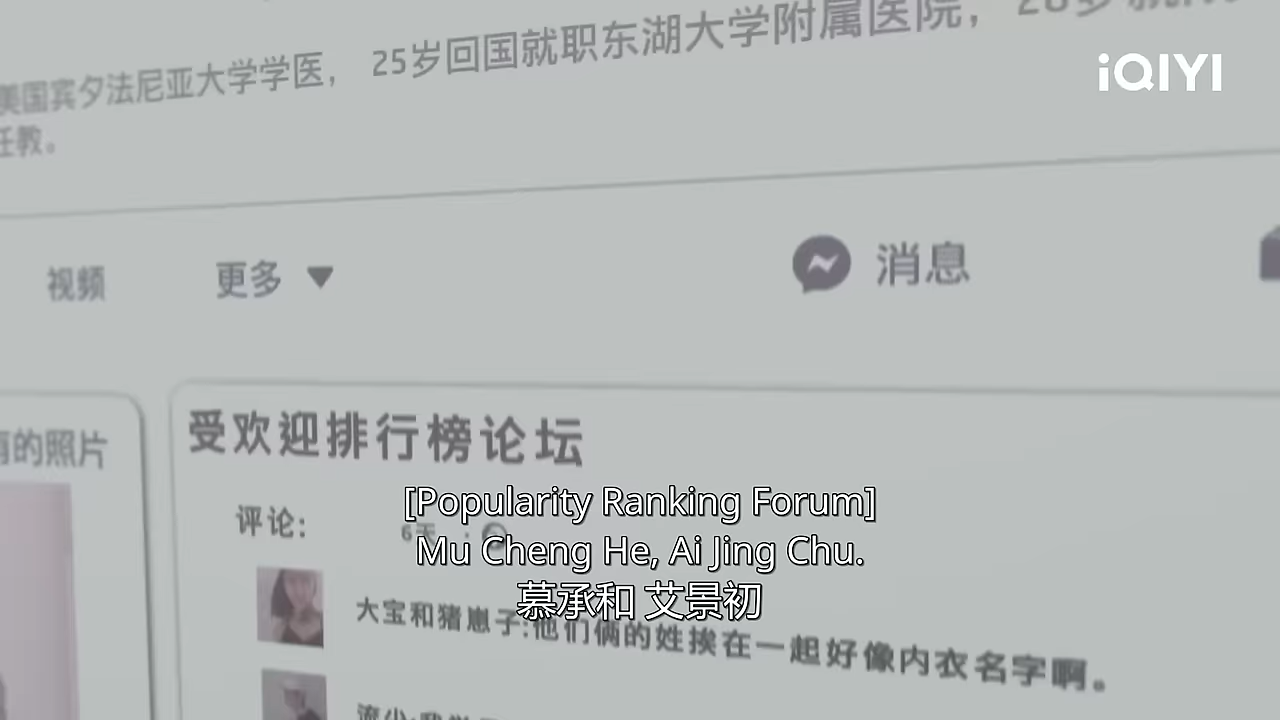 美国宾夕法尼亚大学学医，25岁回国就职东湖大学附属医院，
任教。
iQIYI
视频
更多
消息
的照片
受欢迎排行榜论坛
评论:
6天
[Popularity Ranking Forum]
Mu Cheng He, Ai Jing Chu.
慕承和 艾景初
大宝和猪崽子:他们俩的姓挨在一起好像内衣名字啊。